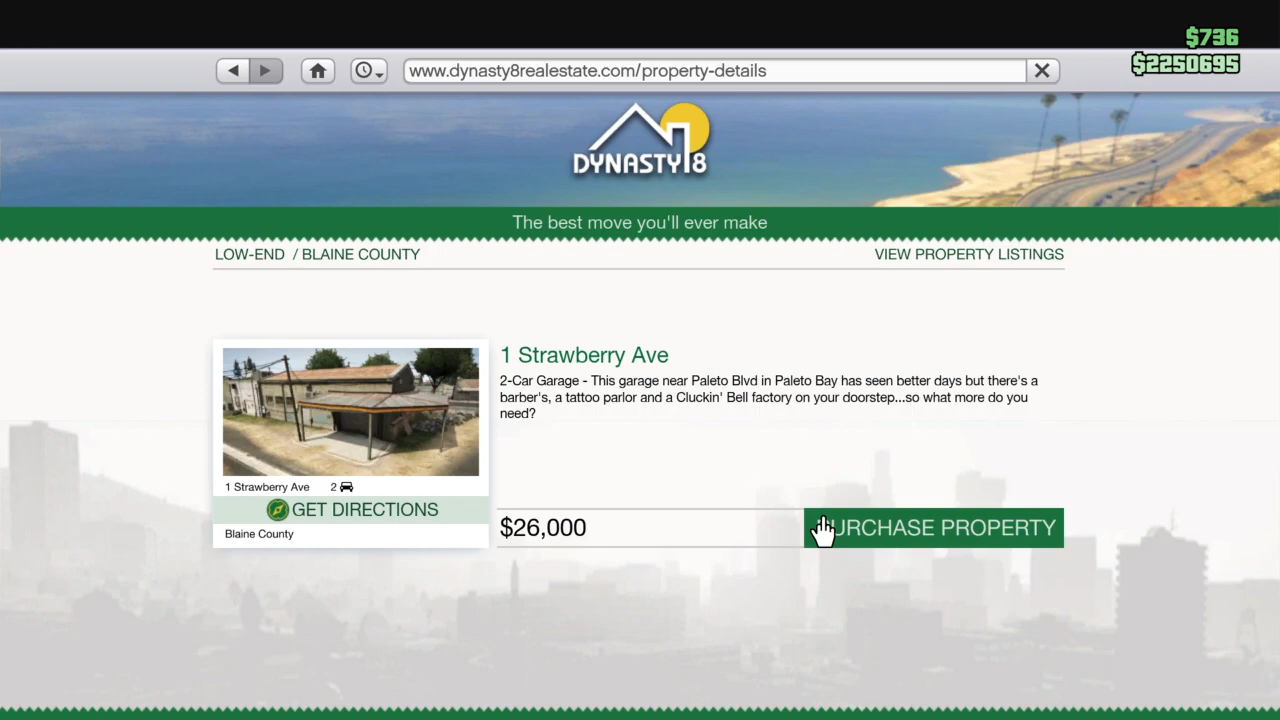 $736
$2250695
www.dynasty8realestate.com/property-details
DYNASTY 8
The best move you'll ever make
LOW-END / BLAINE COUNTY
VIEW PROPERTY LISTINGS
1 Strawberry Ave
2-Car Garage - This garage near Paleto Blvd in Paleto Bay has seen better days but there's a
barber's, a tattoo parlor and a Cluckin' Bell factory on your doorstep...so what more do you
need?
1 Strawberry Ave 2
GET DIRECTIONS
Blaine County
$26,000
PURCHASE PROPERTY